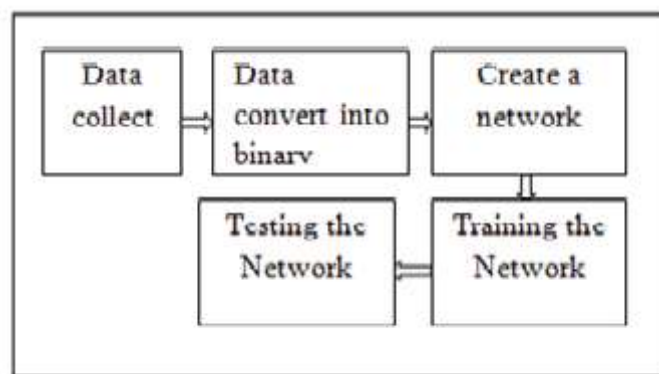 Data
collect
Data
convert into
binary
Create a
network
Training the
Network
Testing the
Network